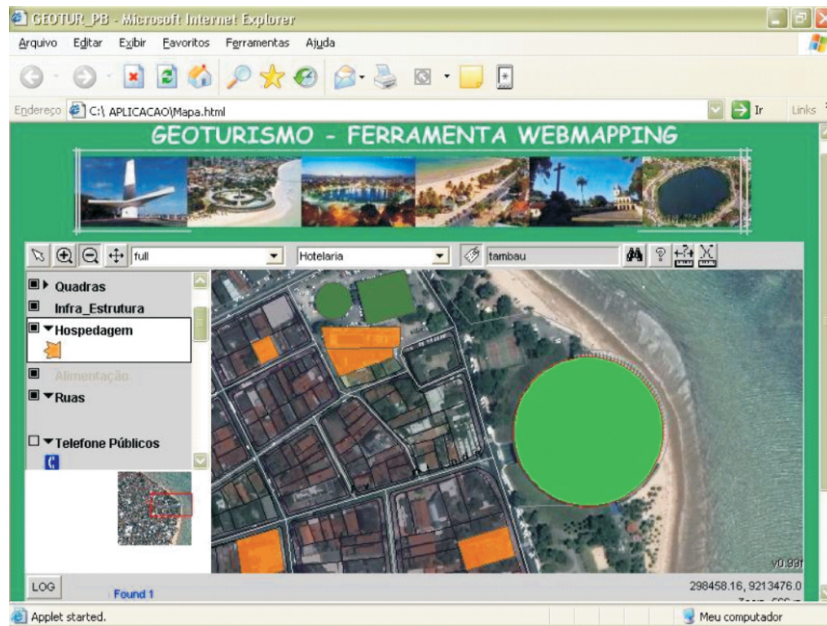 GEOTUR_PB - Microsoft Internet Explorer
Arquivo Editar Exibir Favoritos Ferramentas Ajuda
Endereço C:\ APLICACAO\Mapa.html Ir Links
GEOTURISMO - FERRAMENTA WEBMAPPING
full Hotelaria tambau
Quadras
Infra_Estrutura
Hospedagem
Alimentação
Ruas
Telefone Públicos
LOG
Found 1
298458.16, 9213476.0
Applet started. Meu computador